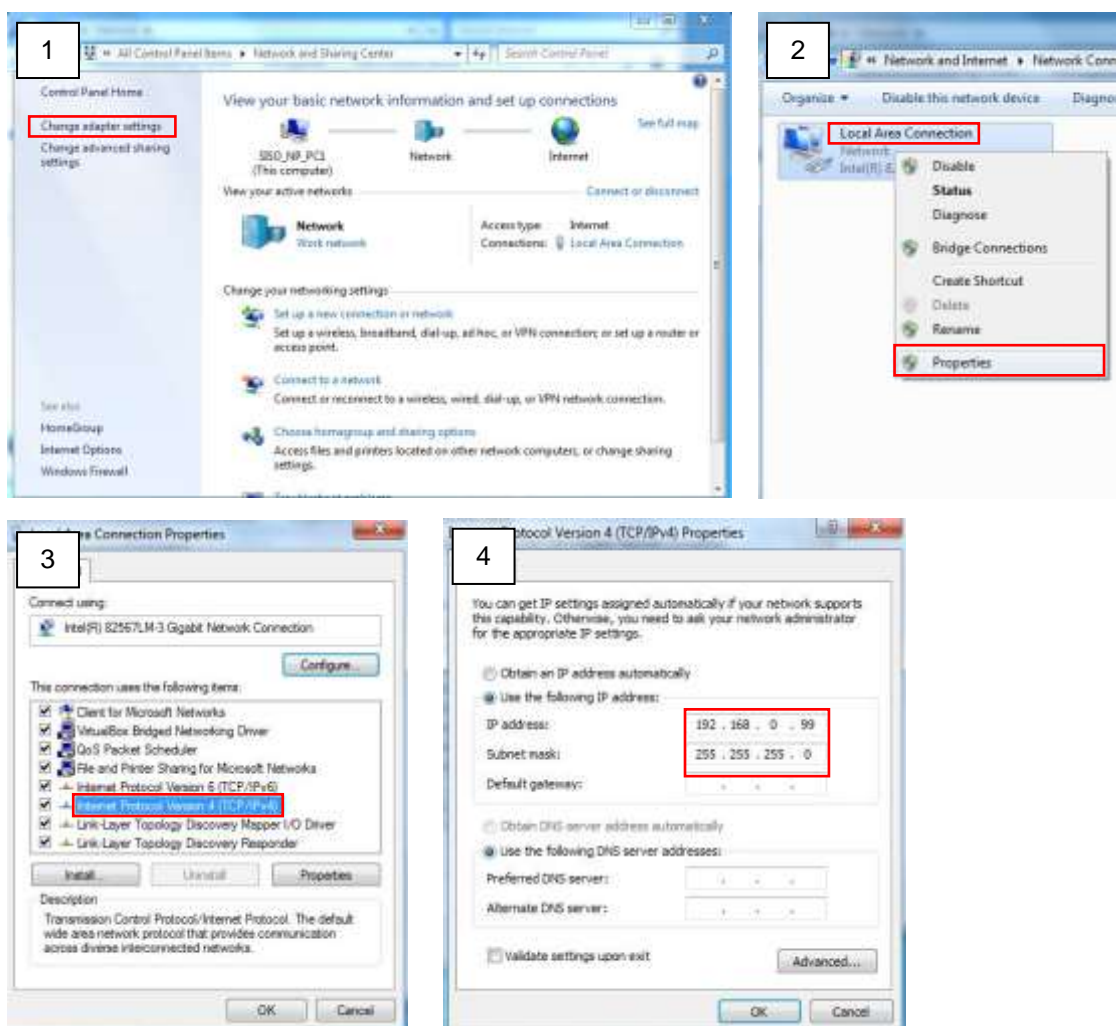 1
« All Control Panel Items ▸ Network and Sharing Center
Search Control Panel
Control Panel Home
Change adapter settings
Change advanced sharing
settings
See also
HomeGroup
Internet Options
Windows Firewall
View your basic network information and set up connections
See full map
SISO_NP_PC1
(This computer)
Network
Internet
View your active networks
Connect or disconnect
Network
Work network
Access type: Internet
Connections: Local Area Connection
Change your networking settings
Set up a new connection or network
Set up a wireless, broadband, dial-up, ad hoc, or VPN connection; or set up a router or
access point.
Connect to a network
Connect or reconnect to a wireless, wired, dial-up, or VPN network connection.
Choose homegroup and sharing options
Access files and printers located on other network computers, or change sharing
settings.
Troubleshoot problems
2
« Network and Internet ▸ Network Conn
Organize
Disable this network device
Diagno
Local Area Connection
Network
Intel(R) 8
Disable
Status
Diagnose
Bridge Connections
Create Shortcut
Delete
Rename
Properties
3
Connection Properties
Connect using:
Intel(R) 82567LM-3 Gigabit Network Connection
Configure...
This connection uses the following items:
Client for Microsoft Networks
VirtualBox Bridged Networking Driver
QoS Packet Scheduler
File and Printer Sharing for Microsoft Networks
Internet Protocol Version 6 (TCP/IPv6)
Internet Protocol Version 4 (TCP/IPv4)
Link-Layer Topology Discovery Mapper I/O Driver
Link-Layer Topology Discovery Responder
Install...
Uninstall
Properties
Description
Transmission Control Protocol/Internet Protocol. The default
wide area network protocol that provides communication
across diverse interconnected networks.
OK
Cancel
4
otocol Version 4 (TCP/IPv4) Properties
You can get IP settings assigned automatically if your network supports
this capability. Otherwise, you need to ask your network administrator
for the appropriate IP settings.
Obtain an IP address automatically
Use the following IP address:
IP address: 192 . 168 . 0 . 99
Subnet mask: 255 . 255 . 255 . 0
Default gateway: . . .
Obtain DNS server address automatically
Use the following DNS server addresses:
Preferred DNS server: . . .
Alternate DNS server: . . .
Validate settings upon exit
Advanced...
OK
Cancel